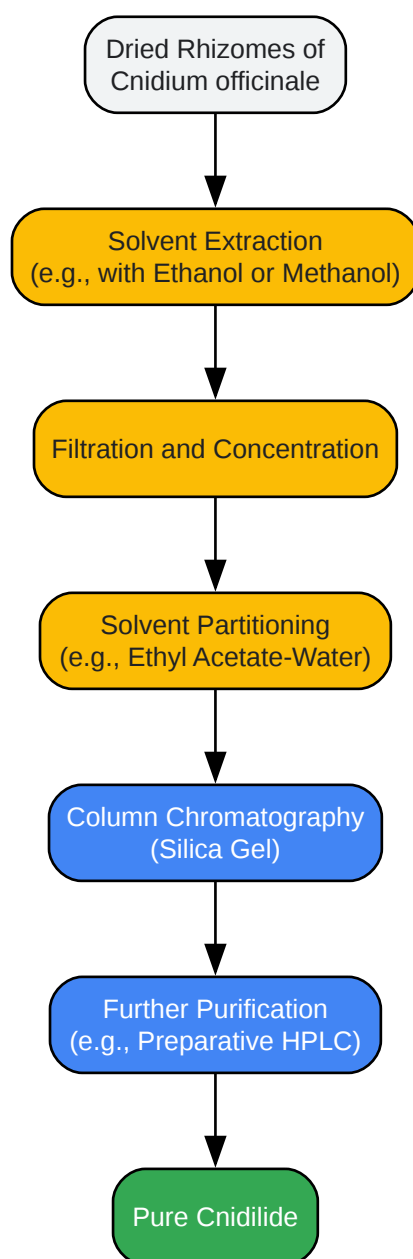 Dried Rhizomes of
Cnidium officinale
Solvent Extraction
(e.g., with Ethanol or Methanol)
Filtration and Concentration
Solvent Partitioning
(e.g., Ethyl Acetate-Water)
Column Chromatography
(Silica Gel)
Further Purification
(e.g., Preparative HPLC)
Pure Cnidilide